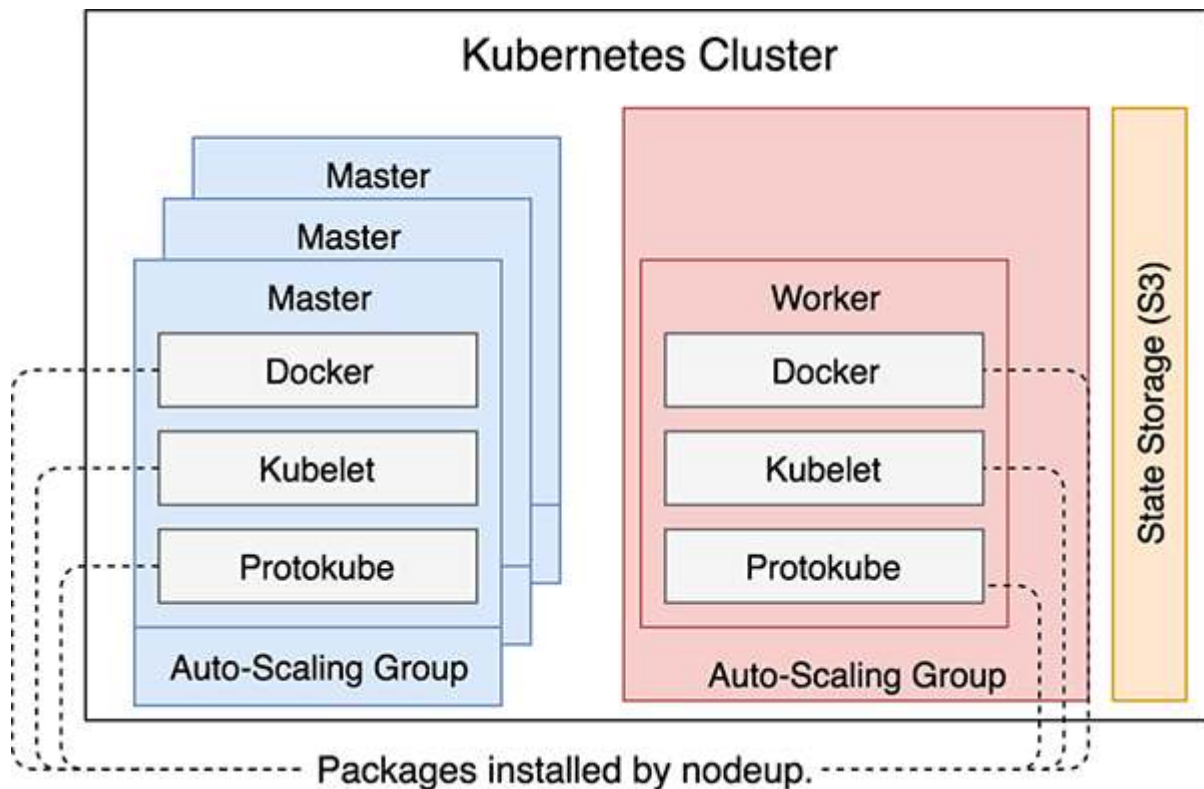 Kubernetes Cluster
Master
Master
Master
Docker
Kubelet
Protokube
Auto-Scaling Group
Worker
Docker
Kubelet
Protokube
Auto-Scaling Group
State Storage (S3)
Packages installed by nodeup.